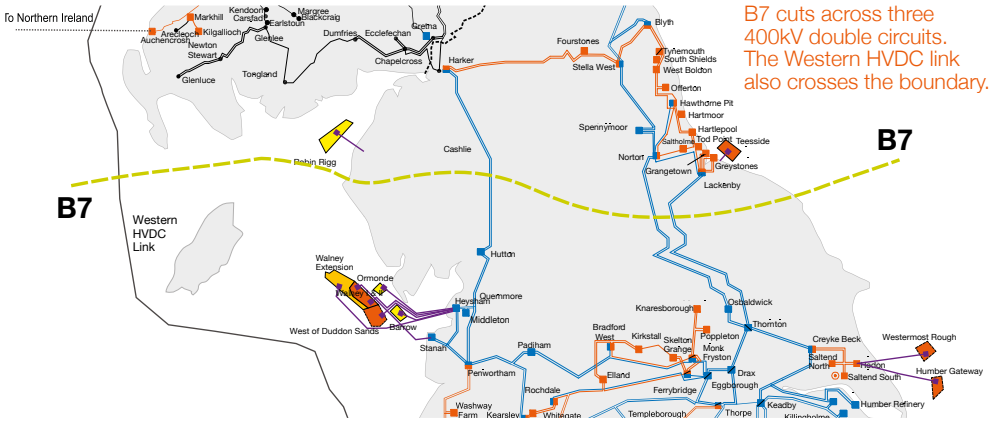 To Northern Ireland
Markhill
Auchencrosh
Arecleoch
Kilgallioch
Newton
Stewart
Glenluce
Kendoon
Carsfad
Earlstoun
Glenlee
Tongland
Margree
Blackcraig
Dumfries
Ecclefechan
Chapelcross
Gretna
Harker
Fourstones
Stella West
Blyth
Tynemouth
South Shields
West Boldon
Offerton
Hawthorne Pit
Hartmoor
Spennymoor
Hartlepool
Saltholme
Tod Point
Teesside
Norton
Greystones
Grangetown
Lackenby
B7 cuts across three
400kV double circuits.
The Western HVDC link
also crosses the boundary.
Robin Rigg
Cashlie
B7
B7
Western
HVDC
Link
Hutton
Walney
Extension
Ormonde
West of Duddon Sands
Barrow
Quernmore
Heysham
Middleton
Stanah
Padiham
Penwortham
Rochdale
Washway
Farm
Kearsley
Whitegate
Bradford
West
Kirkstall
Skelton
Grange
Knaresborough
Poppleton
Monk
Fryston
Elland
Ferrybridge
Eggborough
Drax
Templeborough
Thorpe
Osbaldwick
Thornton
Creyke Beck
Saltend
North
Saltend South
Westermost Rough
Humber Gateway
Humber Refinery
Keadby
Killingholme